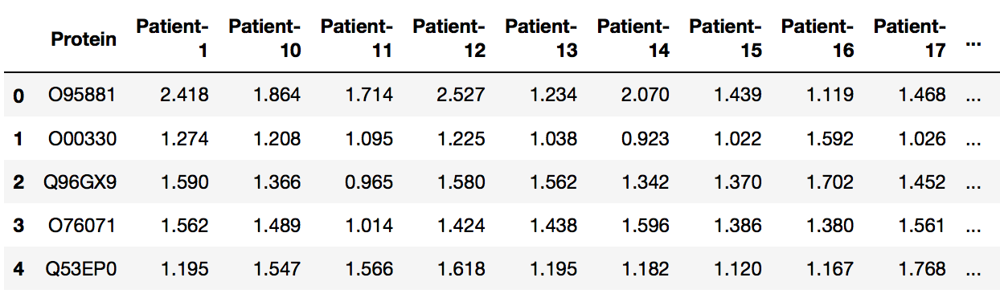 Protein Patient-1 Patient-10 Patient-11 Patient-12 Patient-13 Patient-14 Patient-15 Patient-16 Patient-17 ...
0 O95881 2.418 1.864 1.714 2.527 1.234 2.070 1.439 1.119 1.468 ...
1 O00330 1.274 1.208 1.095 1.225 1.038 0.923 1.022 1.592 1.026 ...
2 Q96GX9 1.590 1.366 0.965 1.580 1.562 1.342 1.370 1.702 1.452 ...
3 O76071 1.562 1.489 1.014 1.424 1.438 1.596 1.386 1.380 1.561 ...
4 Q53EP0 1.195 1.547 1.566 1.618 1.195 1.182 1.120 1.167 1.768 ...